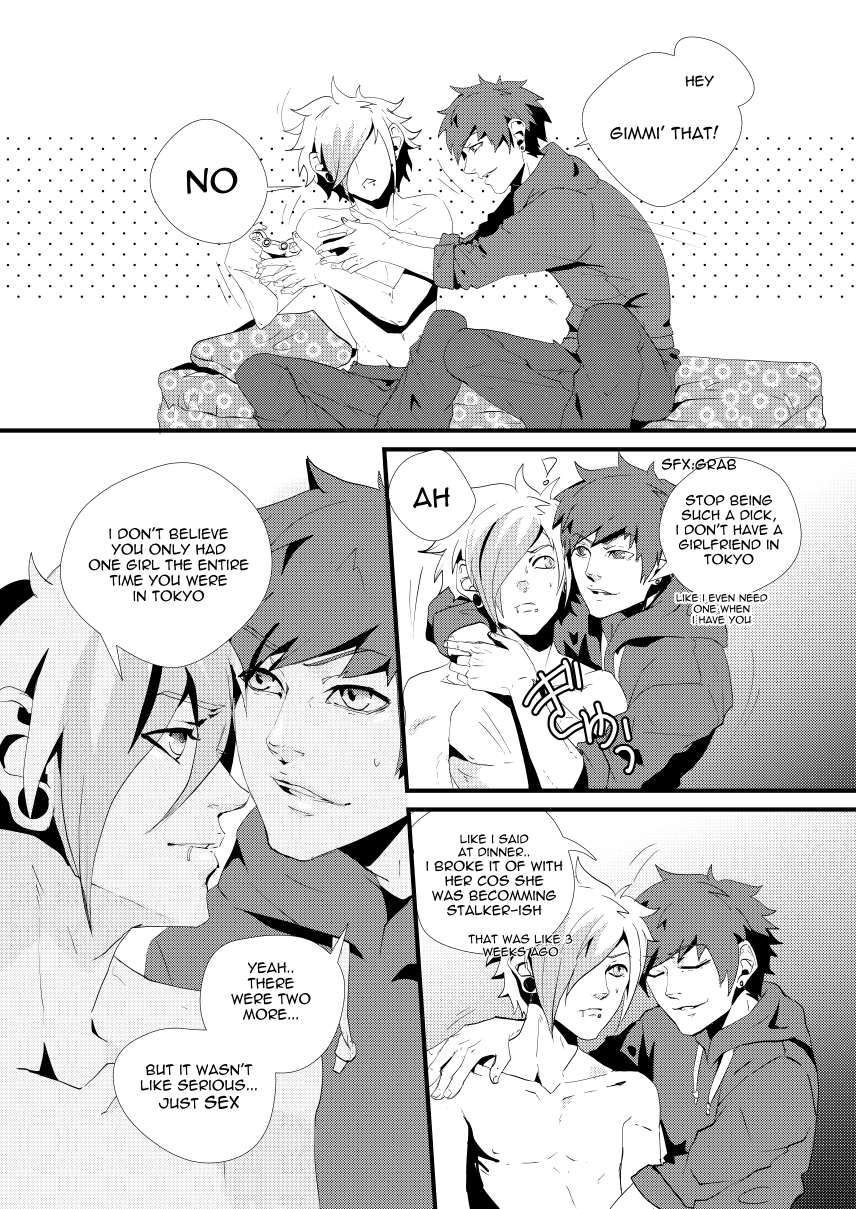 HEY
GIMMI' THAT!
NO
SFX:GRAB
STOP BEING
SUCH A DICK,
I DON'T HAVE A
GIRLFRIEND IN
TOKYO
LIKE I EVEN NEED
ONE WHEN
I HAVE YOU
AH
!?
ぎゅっ
LIKE I SAID
AT DINNER..
I BROKE IT OF WITH
HER COS SHE
WAS BECOMMING
STALKER-ISH
THAT WAS LIKE 3
WEEKS AGO
I DON'T BELIEVE
YOU ONLY HAD
ONE GIRL THE ENTIRE
TIME YOU WERE
IN TOKYO
YEAH..
THERE
WERE TWO
MORE...
BUT IT WASN'T
LIKE SERIOUS...
JUST SEX